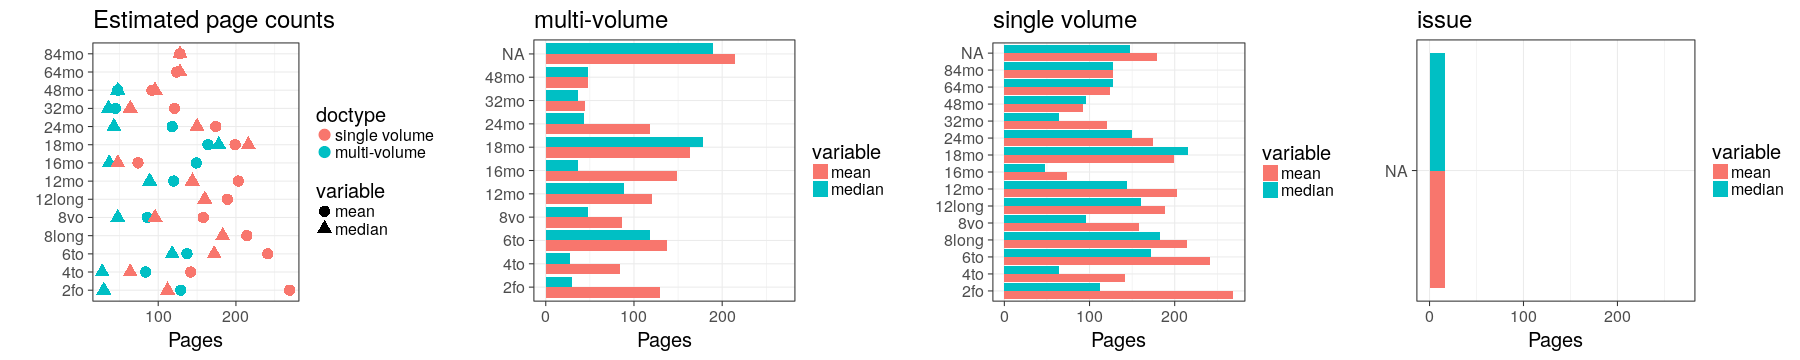 Estimated page counts
84mo
64mo
48mo
32mo
24mo
18mo
16mo
12mo
12long
8vo
8long
6to
4to
2fo
100 200
Pages
doctype
single volume
multi-volume
variable
mean
median
multi-volume
NA
48mo
32mo
24mo
18mo
16mo
12mo
8vo
6to
4to
2fo
0 100 200
Pages
variable
mean
median
single volume
NA
84mo
64mo
48mo
32mo
24mo
18mo
16mo
12mo
12long
8vo
8long
6to
4to
2fo
0 100 200
Pages
variable
mean
median
issue
NA
0 100 200
Pages
variable
mean
median